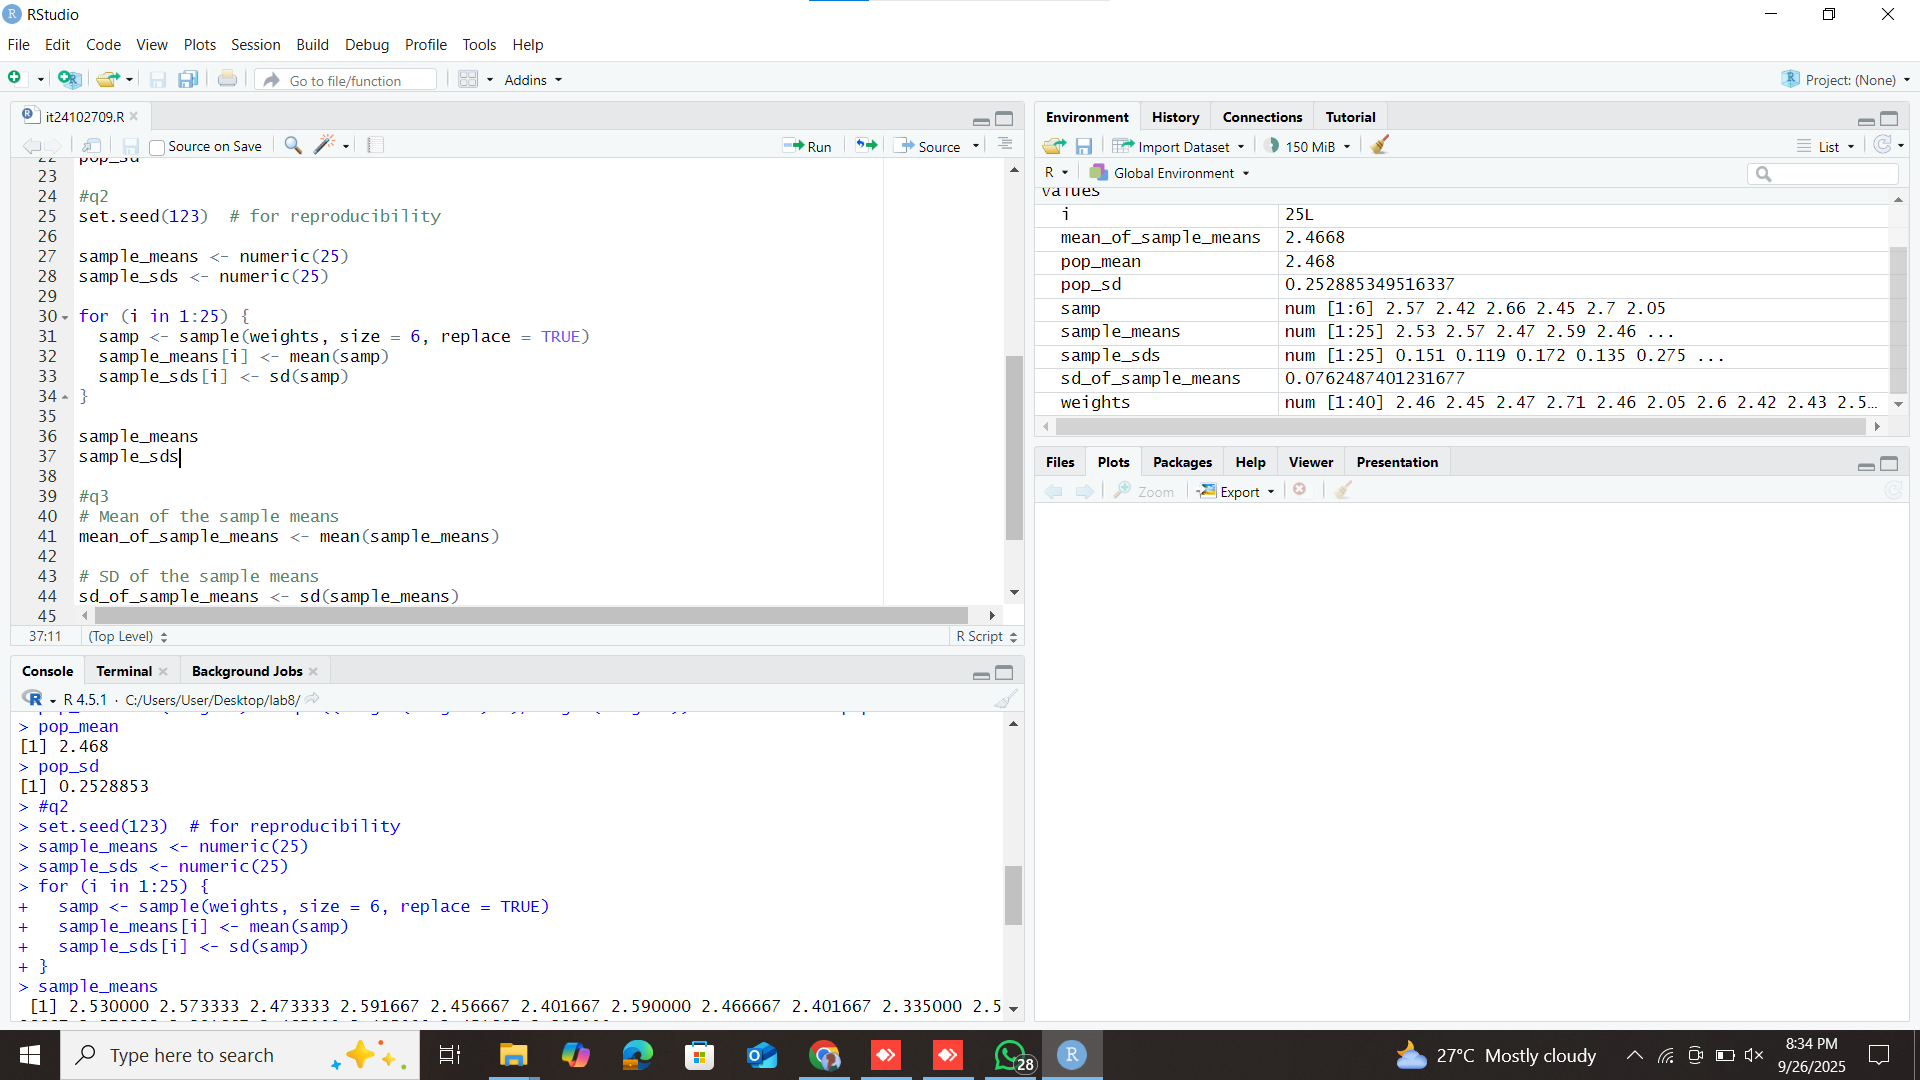 RStudio
File Edit Code View Plots Session Build Debug Profile Tools Help
Go to file/function Addins Project: (None)
it24102709.R
Source on Save Run Source
22 pop_sd
23
24 #q2
25 set.seed(123)  # for reproducibility
26
27 sample_means <- numeric(25)
28 sample_sds <- numeric(25)
29
30 for (i in 1:25) {
31   samp <- sample(weights, size = 6, replace = TRUE)
32   sample_means[i] <- mean(samp)
33   sample_sds[i] <- sd(samp)
34 }
35
36 sample_means
37 sample_sds
38
39 #q3
40 # Mean of the sample means
41 mean_of_sample_means <- mean(sample_means)
42
43 # SD of the sample means
44 sd_of_sample_means <- sd(sample_means)
45
37:11 (Top Level) R Script
Console Terminal Background Jobs
R 4.5.1 · C:/Users/User/Desktop/lab8/
> pop_mean
[1] 2.468
> pop_sd
[1] 0.2528853
> #q2
> set.seed(123)  # for reproducibility
> sample_means <- numeric(25)
> sample_sds <- numeric(25)
> for (i in 1:25) {
+   samp <- sample(weights, size = 6, replace = TRUE)
+   sample_means[i] <- mean(samp)
+   sample_sds[i] <- sd(samp)
+ }
> sample_means
[1] 2.530000 2.573333 2.473333 2.591667 2.456667 2.401667 2.590000 2.466667 2.401667 2.335000 2.5
Environment History Connections Tutorial
Import Dataset 150 MiB List
R Global Environment
values
i 25L
mean_of_sample_means 2.4668
pop_mean 2.468
pop_sd 0.252885349516337
samp num [1:6] 2.57 2.42 2.66 2.45 2.7 2.05
sample_means num [1:25] 2.53 2.57 2.47 2.59 2.46 ...
sample_sds num [1:25] 0.151 0.119 0.172 0.135 0.275 ...
sd_of_sample_means 0.0762487401231677
weights num [1:40] 2.46 2.45 2.47 2.71 2.46 2.05 2.6 2.42 2.43 2.5...
Files Plots Packages Help Viewer Presentation
Zoom Export
Type here to search
28
R
27°C Mostly cloudy
8:34 PM
9/26/2025